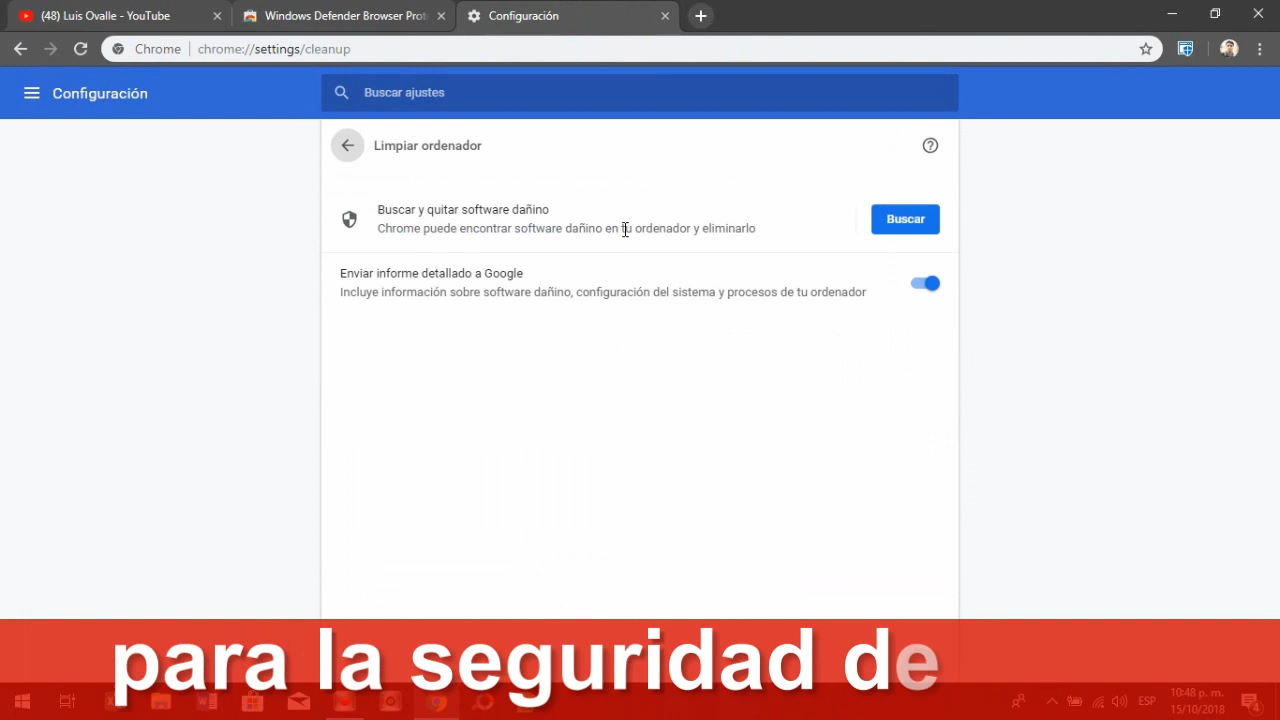 (48) Luis Ovalle - YouTube
Windows Defender Browser Prot
Configuración
Chrome
chrome://settings/cleanup
Configuración
Buscar ajustes
Limpiar ordenador
Buscar y quitar software dañino
Chrome puede encontrar software dañino en tu ordenador y eliminarlo
Buscar
Enviar informe detallado a Google
Incluye información sobre software dañino, configuración del sistema y procesos de tu ordenador
para la seguridad de
ESP
10:48 p. m.
15/10/2018
4